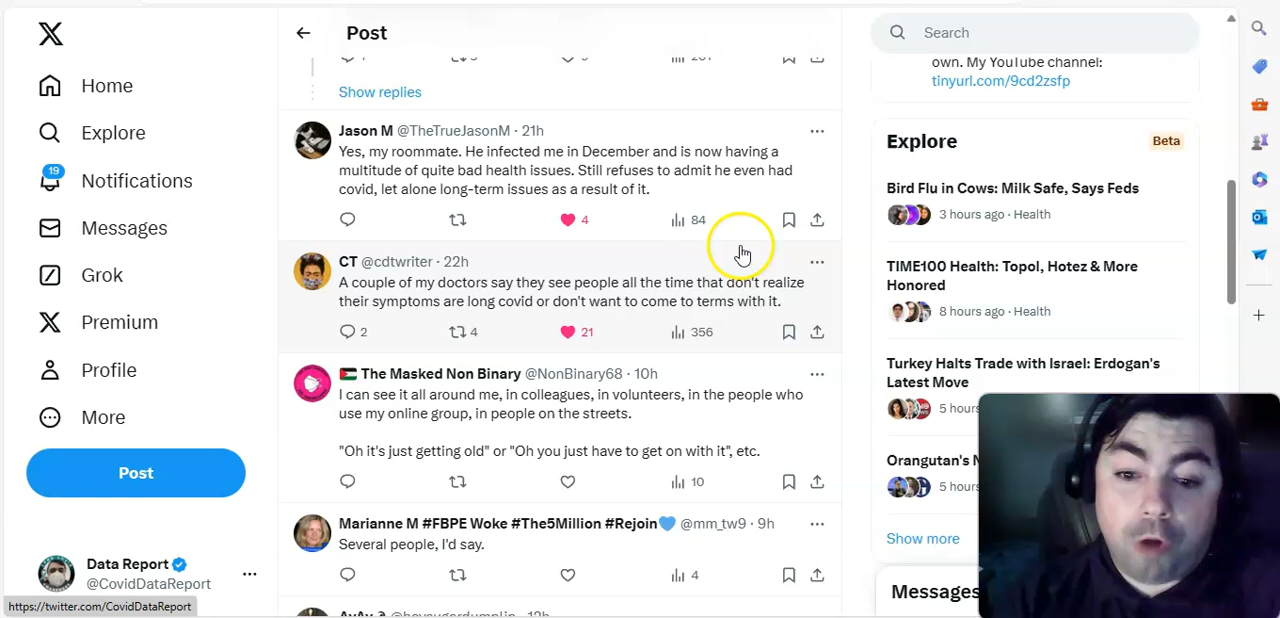 Post
Search
Home
Explore
19
Notifications
Messages
Grok
Premium
Profile
More
Post
Data Report
@CovidDataReport
https://twitter.com/CovidDataReport
Show replies
Jason M @TheTrueJasonM · 21h
Yes, my roommate. He infected me in December and is now having a
multitude of quite bad health issues. Still refuses to admit he even had
covid, let alone long-term issues as a result of it.
4 84
CT @cdtwriter · 22h
A couple of my doctors say they see people all the time that don't realize
their symptoms are long covid or don't want to come to terms with it.
2 4 21 356
The Masked Non Binary @NonBinary68 · 10h
I can see it all around me, in colleagues, in volunteers, in the people who
use my online group, in people on the streets.
"Oh it's just getting old" or "Oh you just have to get on with it", etc.
10
Marianne M #FBPE Woke #The5Million #Rejoin💙 @mm_tw9 · 9h
Several people, I'd say.
4
own. My YouTube channel:
tinyurl.com/9cd2zsfp
Explore
Beta
Bird Flu in Cows: Milk Safe, Says Feds
3 hours ago · Health
TIME100 Health: Topol, Hotez & More
Honored
8 hours ago · Health
Turkey Halts Trade with Israel: Erdogan's
Latest Move
5 hours
Orangutan's
5 hours
Show more
Messages